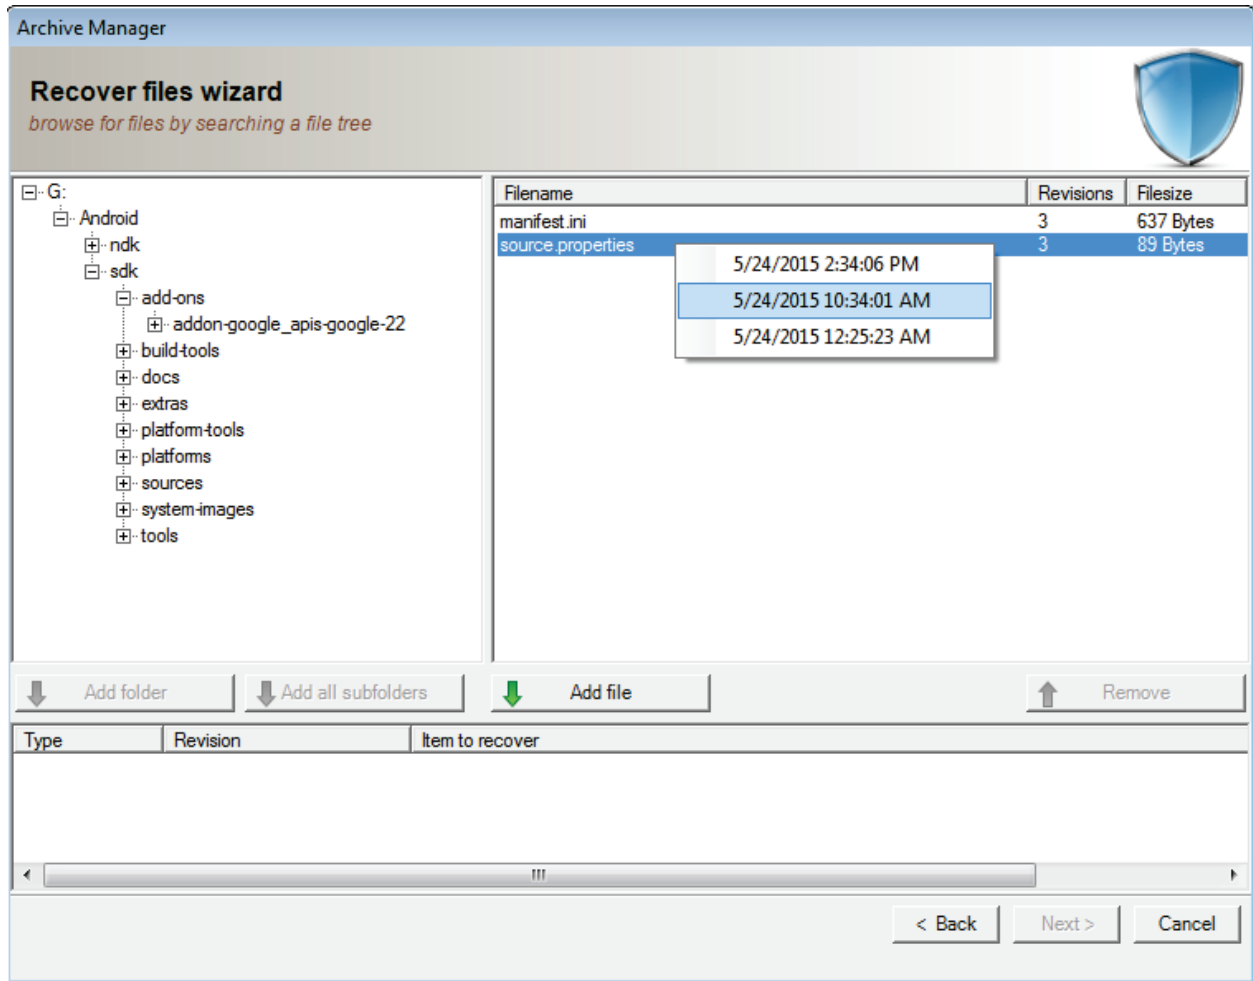 Archive Manager
Recover files wizard
browse for files by searching a file tree
G:
Android
ndk
sdk
add-ons
addon-google_apis-google-22
build-tools
docs
extras
platform-tools
platforms
sources
system-images
tools
Filename Revisions Filesize
manifest.ini 3 637 Bytes
source.properties 3 89 Bytes
5/24/2015 2:34:06 PM
5/24/2015 10:34:01 AM
5/24/2015 12:25:23 AM
Add folder Add all subfolders Add file Remove
Type Revision Item to recover
< Back Next > Cancel